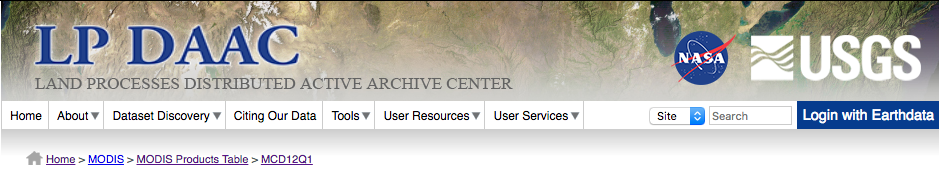 LP DAAC
LAND PROCESSES DISTRIBUTED ACTIVE ARCHIVE CENTER
NASA
USGS
Home About Dataset Discovery Citing Our Data Tools User Resources User Services Site Search Login with Earthdata
Home > MODIS > MODIS Products Table > MCD12Q1